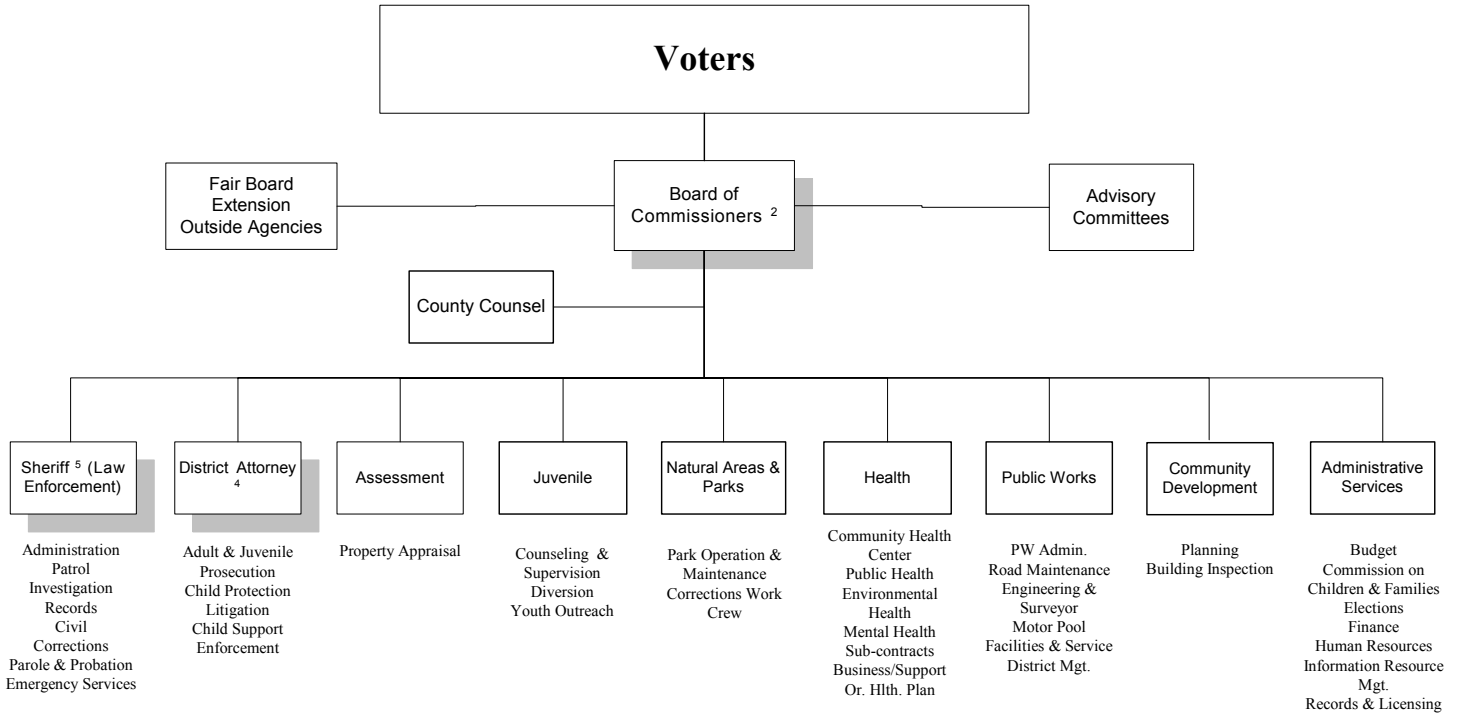 Voters
Fair Board
Extension
Outside Agencies
Board of
Commissioners 2
Advisory
Committees
County Counsel
Sheriff 5 (Law
Enforcement)
District Attorney
4
Assessment
Juvenile
Natural Areas &
Parks
Health
Public Works
Community
Development
Administrative
Services
Administration
Patrol
Investigation
Records
Civil
Corrections
Parole & Probation
Emergency Services
Adult & Juvenile
Prosecution
Child Protection
Litigation
Child Support
Enforcement
Property Appraisal
Counseling &
Supervision
Diversion
Youth Outreach
Park Operation &
Maintenance
Corrections Work
Crew
Community Health
Center
Public Health
Environmental
Health
Mental Health
Sub-contracts
Business/Support
Or. Hlth. Plan
PW Admin.
Road Maintenance
Engineering &
Surveyor
Motor Pool
Facilities & Service
District Mgt.
Planning
Building Inspection
Budget
Commission on
Children & Families
Elections
Finance
Human Resources
Information Resource
Mgt.
Records & Licensing